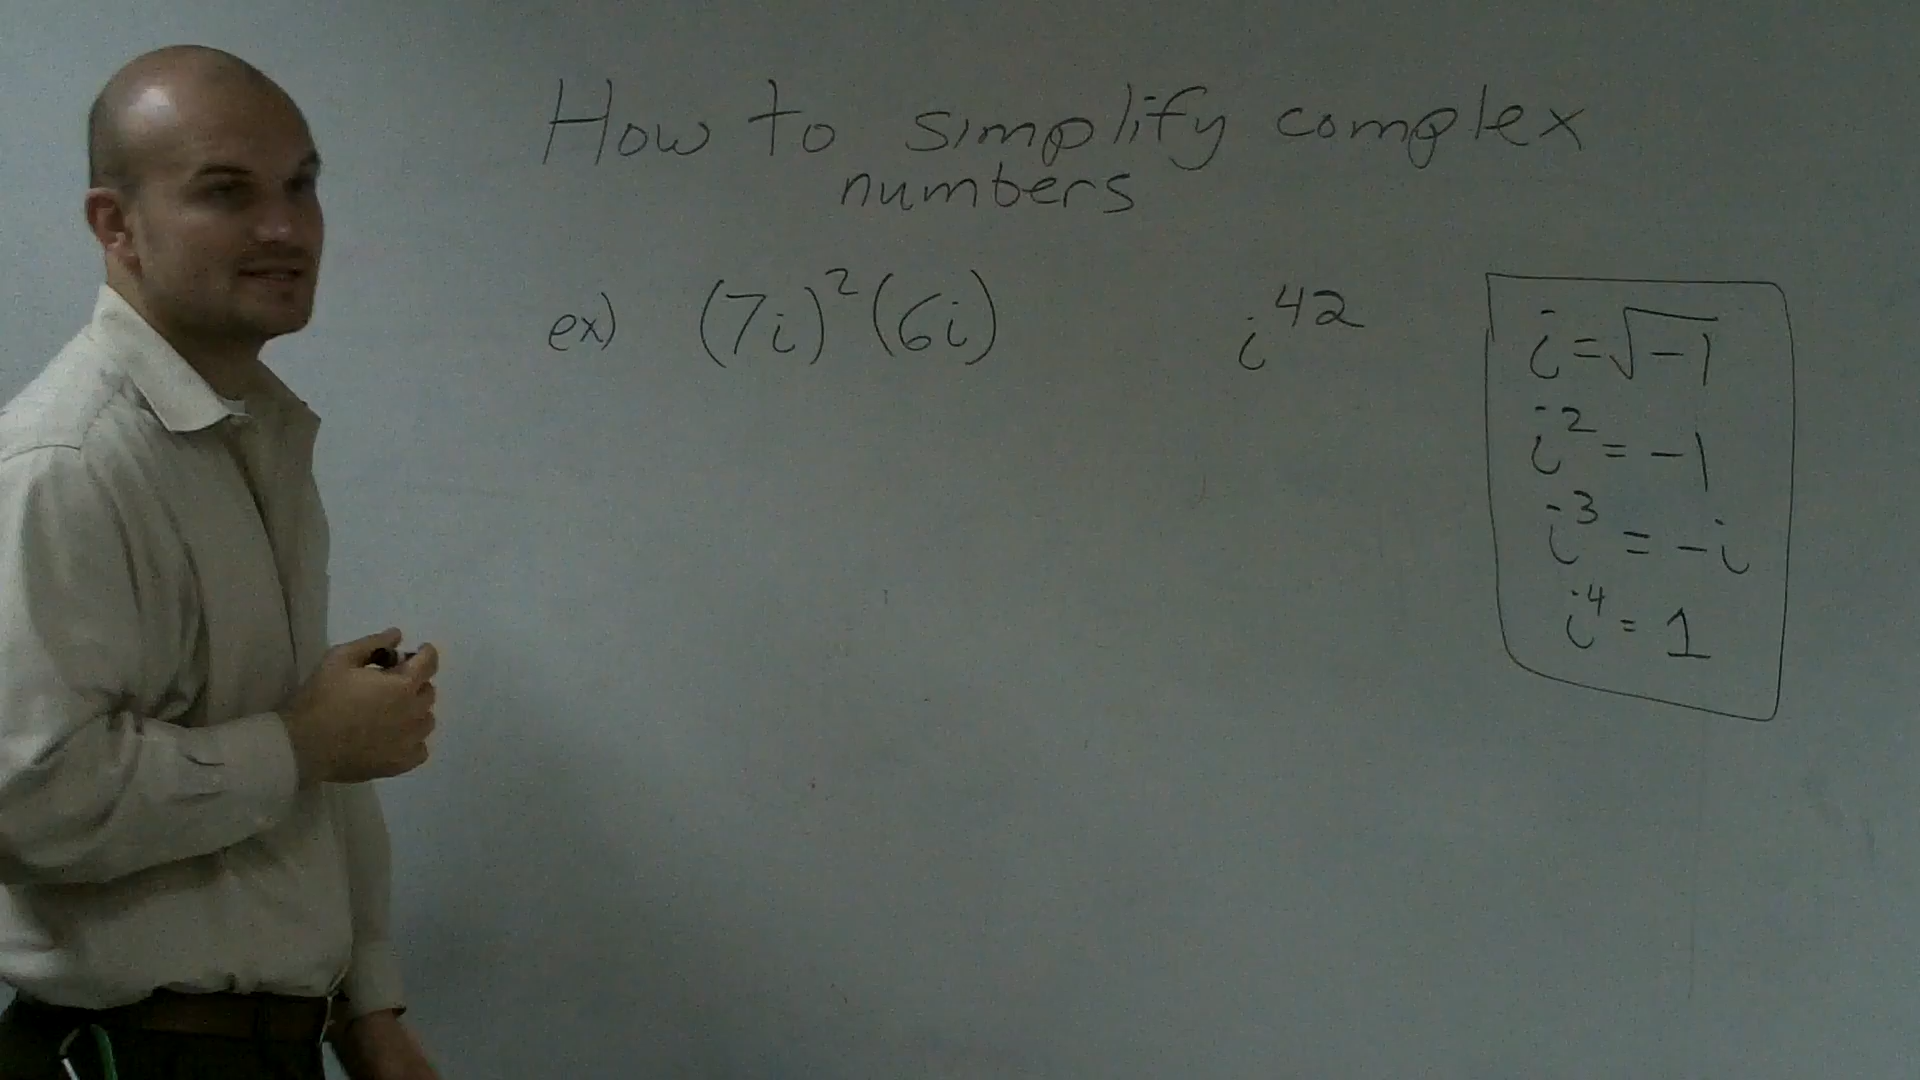 How to simplify complex
numbers
ex) (7i)²(6i)
i⁴²
i = √-1
i² = -1
i³ = -i
i⁴ = 1